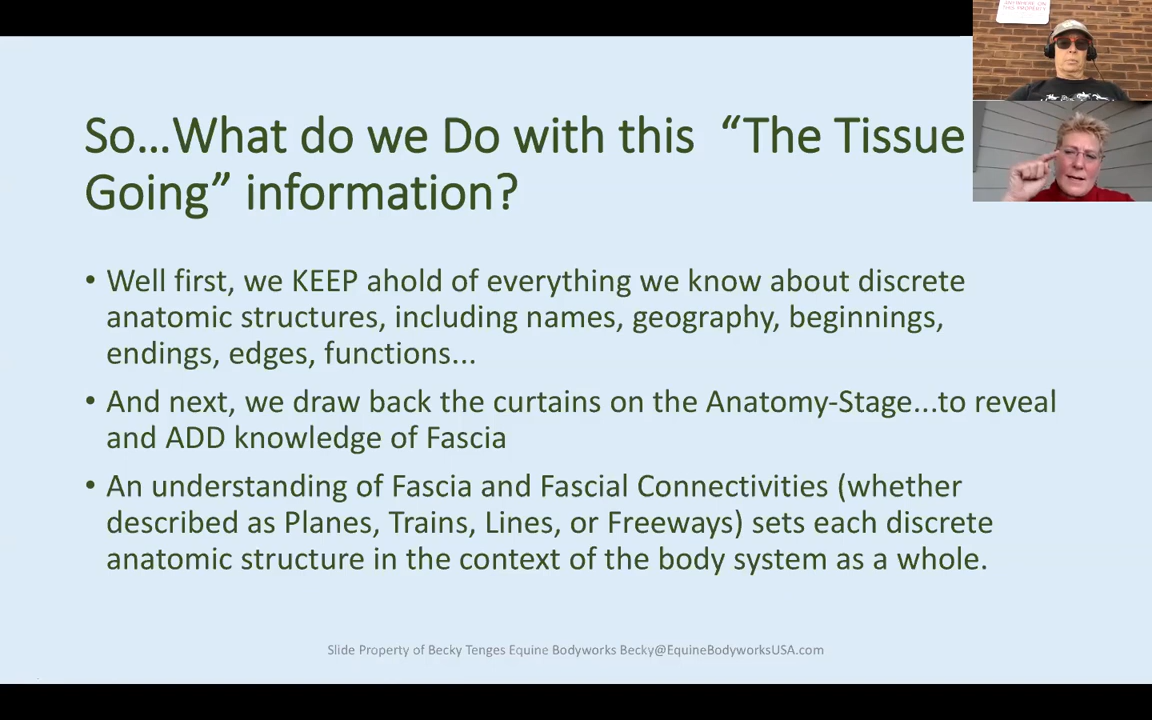 So...What do we Do with this “The Tissue
Going” information?
• Well first, we KEEP ahold of everything we know about discrete
anatomic structures, including names, geography, beginnings,
endings, edges, functions...
• And next, we draw back the curtains on the Anatomy-Stage...to reveal
and ADD knowledge of Fascia
• An understanding of Fascia and Fascial Connectivities (whether
described as Planes, Trains, Lines, or Freeways) sets each discrete
anatomic structure in the context of the body system as a whole.
Slide Property of Becky Tenges Equine Bodyworks Becky@EquineBodyworksUSA.com